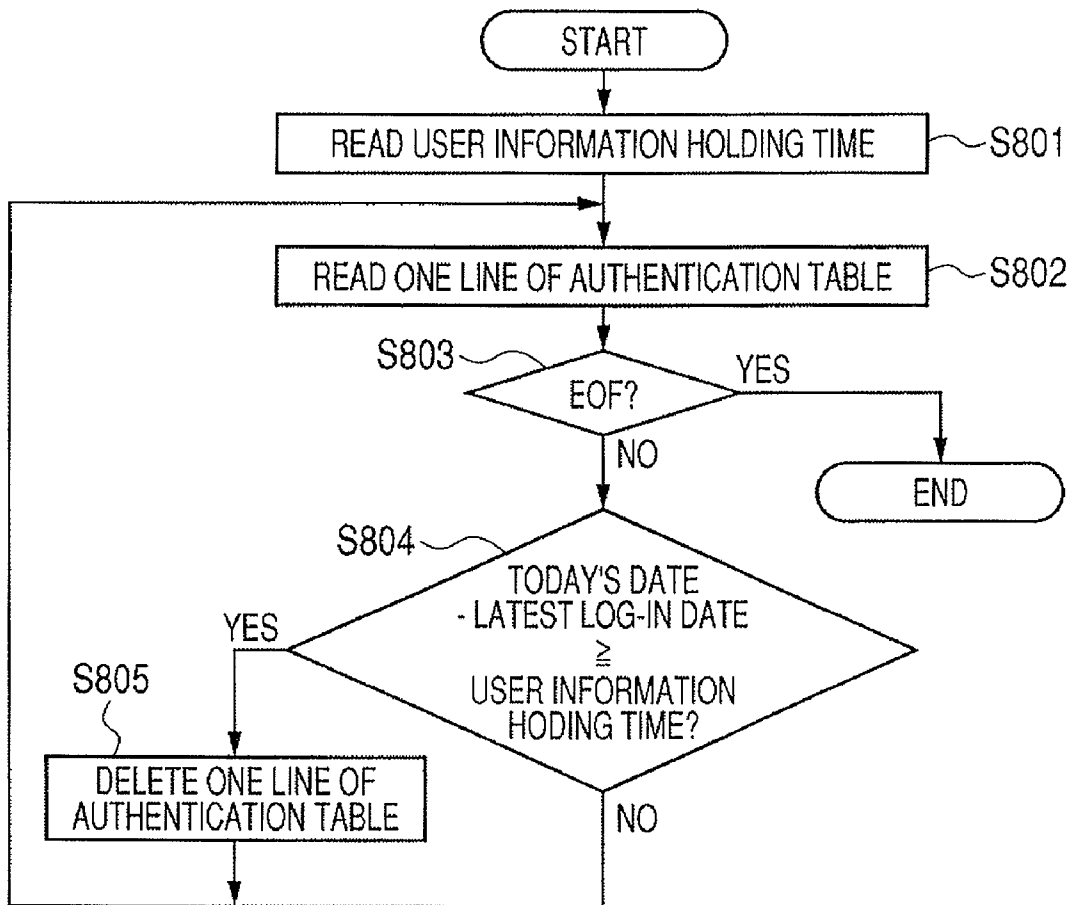 START
READ USER INFORMATION HOLDING TIME
S801
READ ONE LINE OF AUTHENTICATION TABLE
S802
S803
EOF?
YES
NO
END
S804
TODAY'S DATE
- LATEST LOG-IN DATE
≧
USER INFORMATION
HODING TIME?
YES
NO
S805
DELETE ONE LINE OF
AUTHENTICATION TABLE